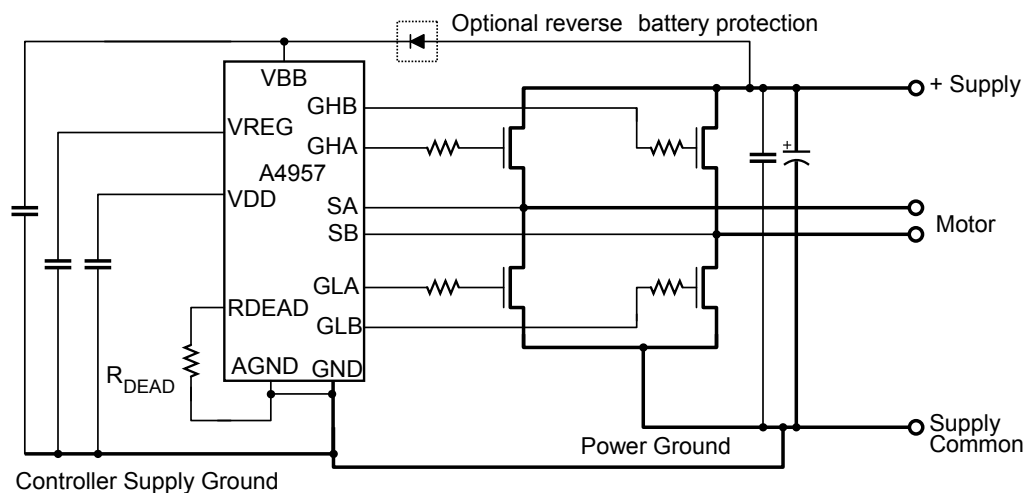 Optional reverse battery protection
VBB
GHB
+ Supply
VREG
GHA
A4957
VDD
SA
SB
Motor
GLA
RDEAD
GLB
AGND
GND
RDEAD
+
Power Ground
Supply
Common
Controller Supply Ground